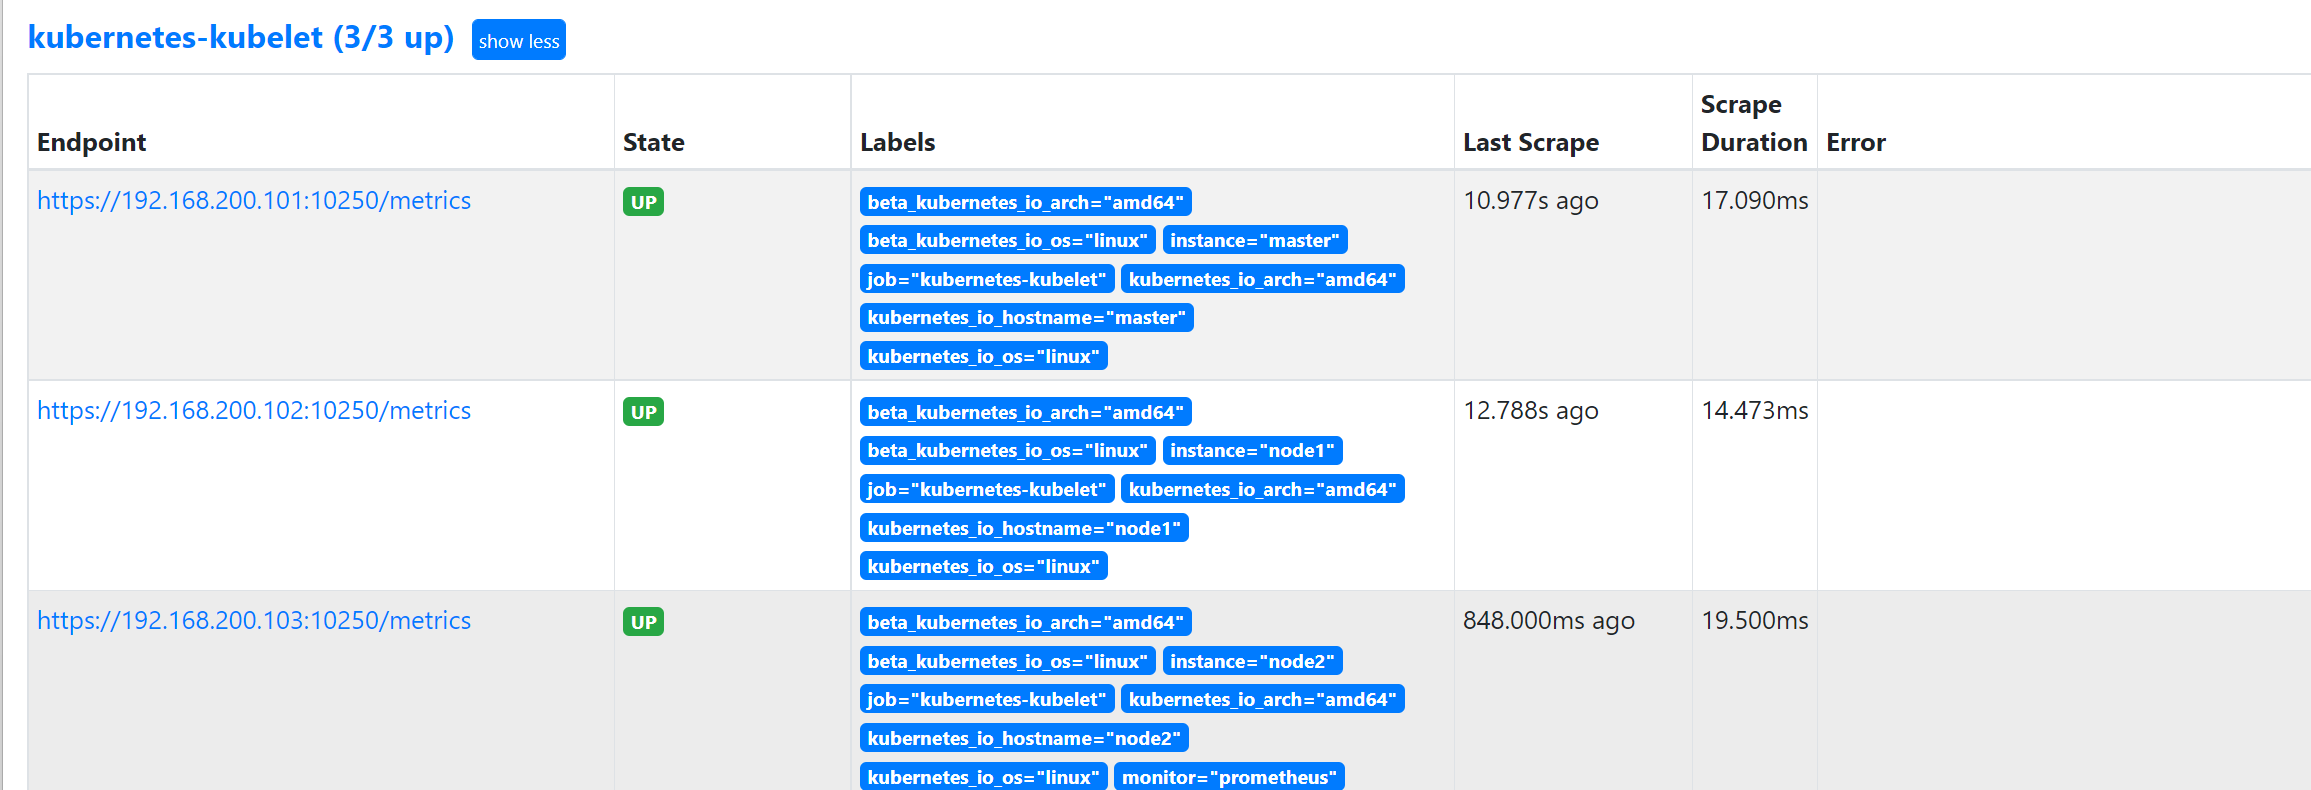 kubernetes-kubelet (3/3 up) show less
Endpoint State Labels Last Scrape Scrape Duration Error
https://192.168.200.101:10250/metrics UP beta_kubernetes_io_arch="amd64" 10.977s ago 17.090ms
beta_kubernetes_io_os="linux" instance="master"
job="kubernetes-kubelet" kubernetes_io_arch="amd64"
kubernetes_io_hostname="master"
kubernetes_io_os="linux"
https://192.168.200.102:10250/metrics UP beta_kubernetes_io_arch="amd64" 12.788s ago 14.473ms
beta_kubernetes_io_os="linux" instance="node1"
job="kubernetes-kubelet" kubernetes_io_arch="amd64"
kubernetes_io_hostname="node1"
kubernetes_io_os="linux"
https://192.168.200.103:10250/metrics UP beta_kubernetes_io_arch="amd64" 848.000ms ago 19.500ms
beta_kubernetes_io_os="linux" instance="node2"
job="kubernetes-kubelet" kubernetes_io_arch="amd64"
kubernetes_io_hostname="node2"
kubernetes_io_os="linux" monitor="prometheus"